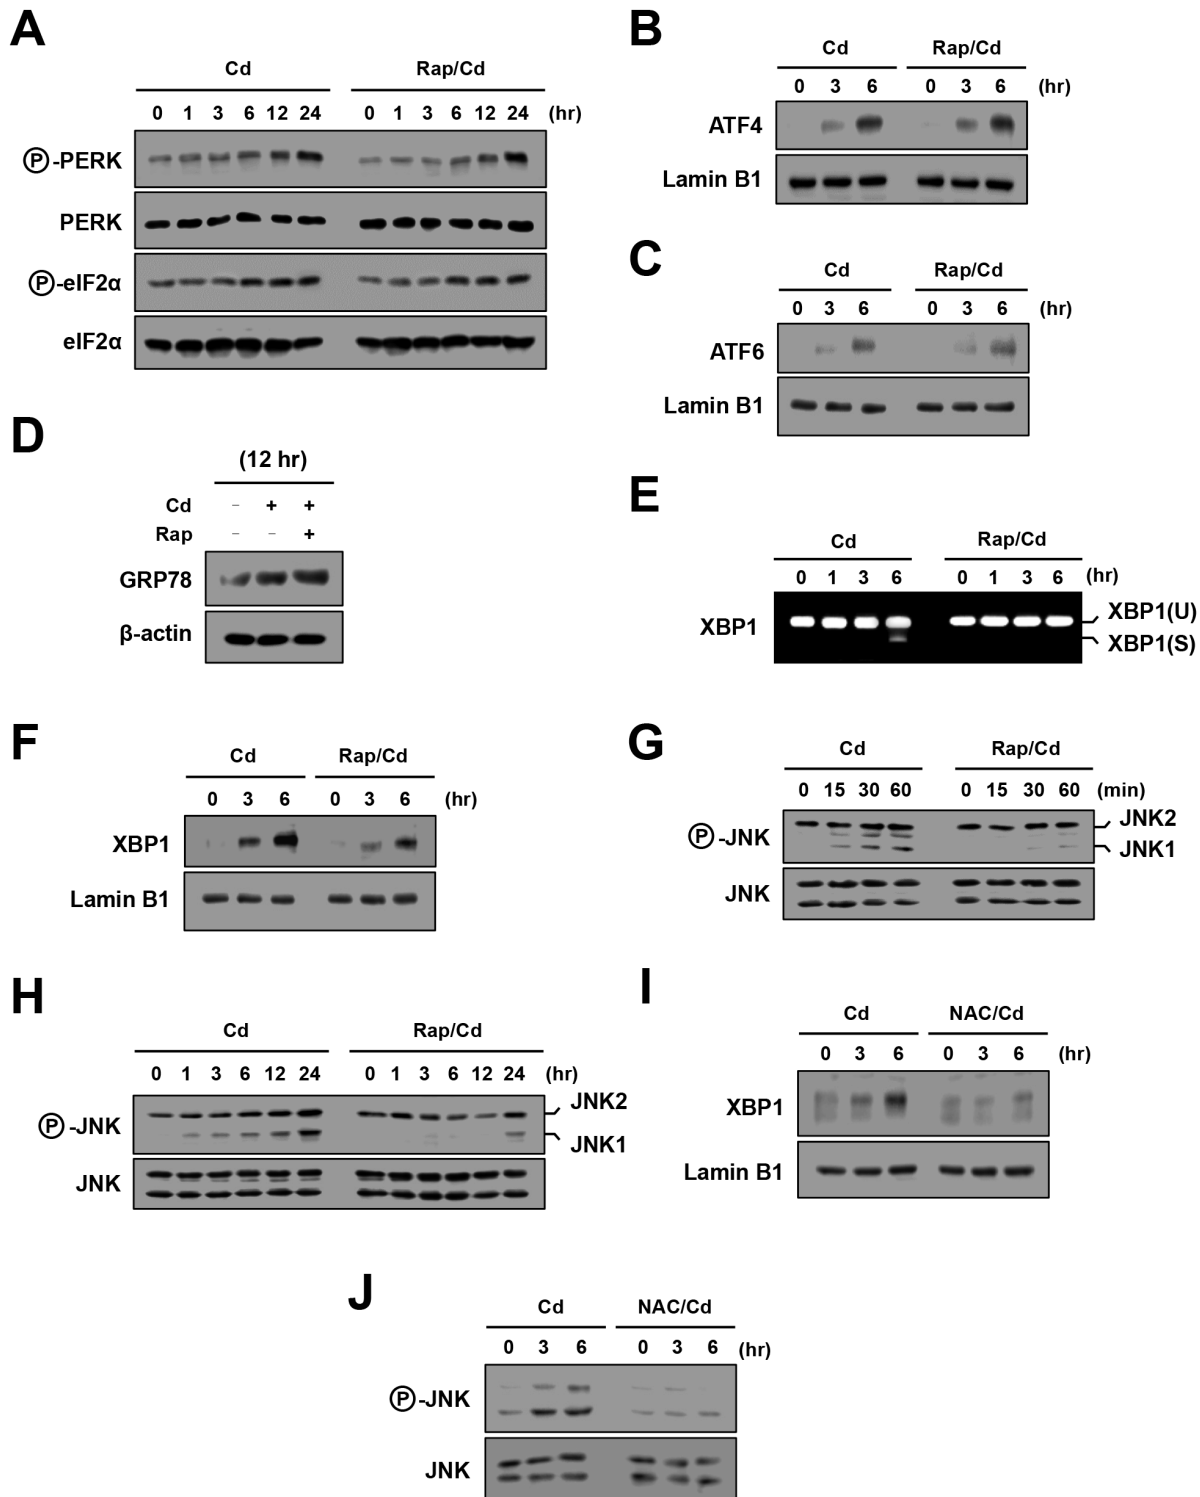 A
Cd Rap/Cd
0 1 3 6 12 24 0 1 3 6 12 24 (hr)
Ⓟ-PERK
PERK
Ⓟ-eIF2α
eIF2α
B
Cd Rap/Cd
0 3 6 0 3 6 (hr)
ATF4
Lamin B1
C
Cd Rap/Cd
0 3 6 0 3 6 (hr)
ATF6
Lamin B1
D
(12 hr)
Cd − + +
Rap − − +
GRP78
β-actin
E
Cd Rap/Cd
0 1 3 6 0 1 3 6 (hr)
XBP1
XBP1(U)
XBP1(S)
F
Cd Rap/Cd
0 3 6 0 3 6 (hr)
XBP1
Lamin B1
G
Cd Rap/Cd
0 15 30 60 0 15 30 60 (min)
Ⓟ-JNK
JNK2
JNK1
JNK
H
Cd Rap/Cd
0 1 3 6 12 24 0 1 3 6 12 24 (hr)
Ⓟ-JNK
JNK2
JNK1
JNK
I
Cd NAC/Cd
0 3 6 0 3 6 (hr)
XBP1
Lamin B1
J
Cd NAC/Cd
0 3 6 0 3 6 (hr)
Ⓟ-JNK
JNK